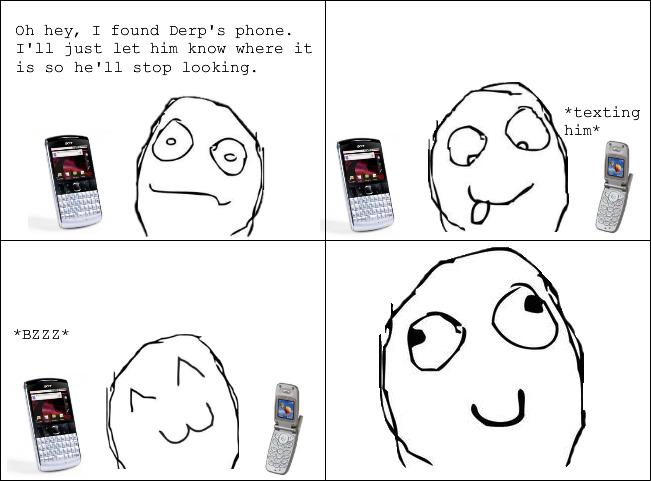 Oh hey, I found Derp's phone.
I'll just let him know where it
is so he'll stop looking.
*texting
him*
*BZZZ*